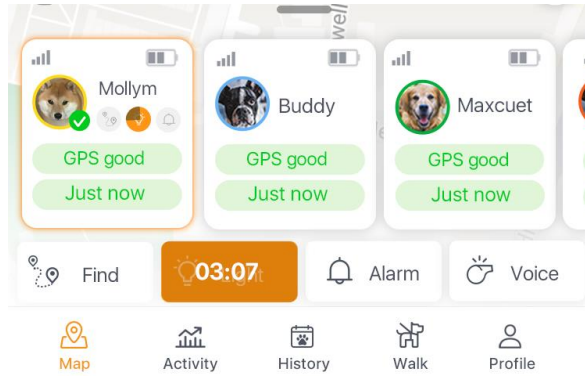 well
Mollym
Buddy
Maxcuet
GPS good
GPS good
GPS good
Just now
Just now
Just now
Find
03:07
Alarm
Voice
Map
Activity
History
Walk
Profile